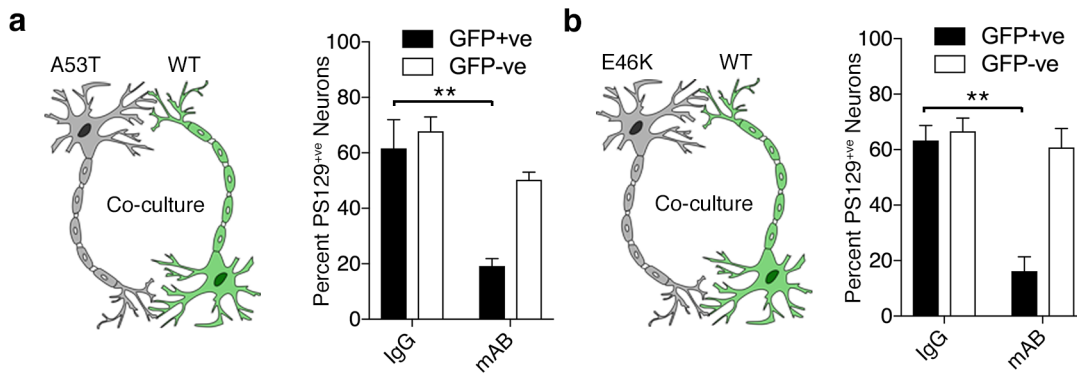 a
A53T
WT
Co-culture
Percent PS129+ve Neurons
100
80
60
40
20
0
GFP+ve
GFP-ve
**
IgG
mAB
b
E46K
WT
Co-culture
Percent PS129+ve Neurons
100
80
60
40
20
0
GFP+ve
GFP-ve
**
IgG
mAB